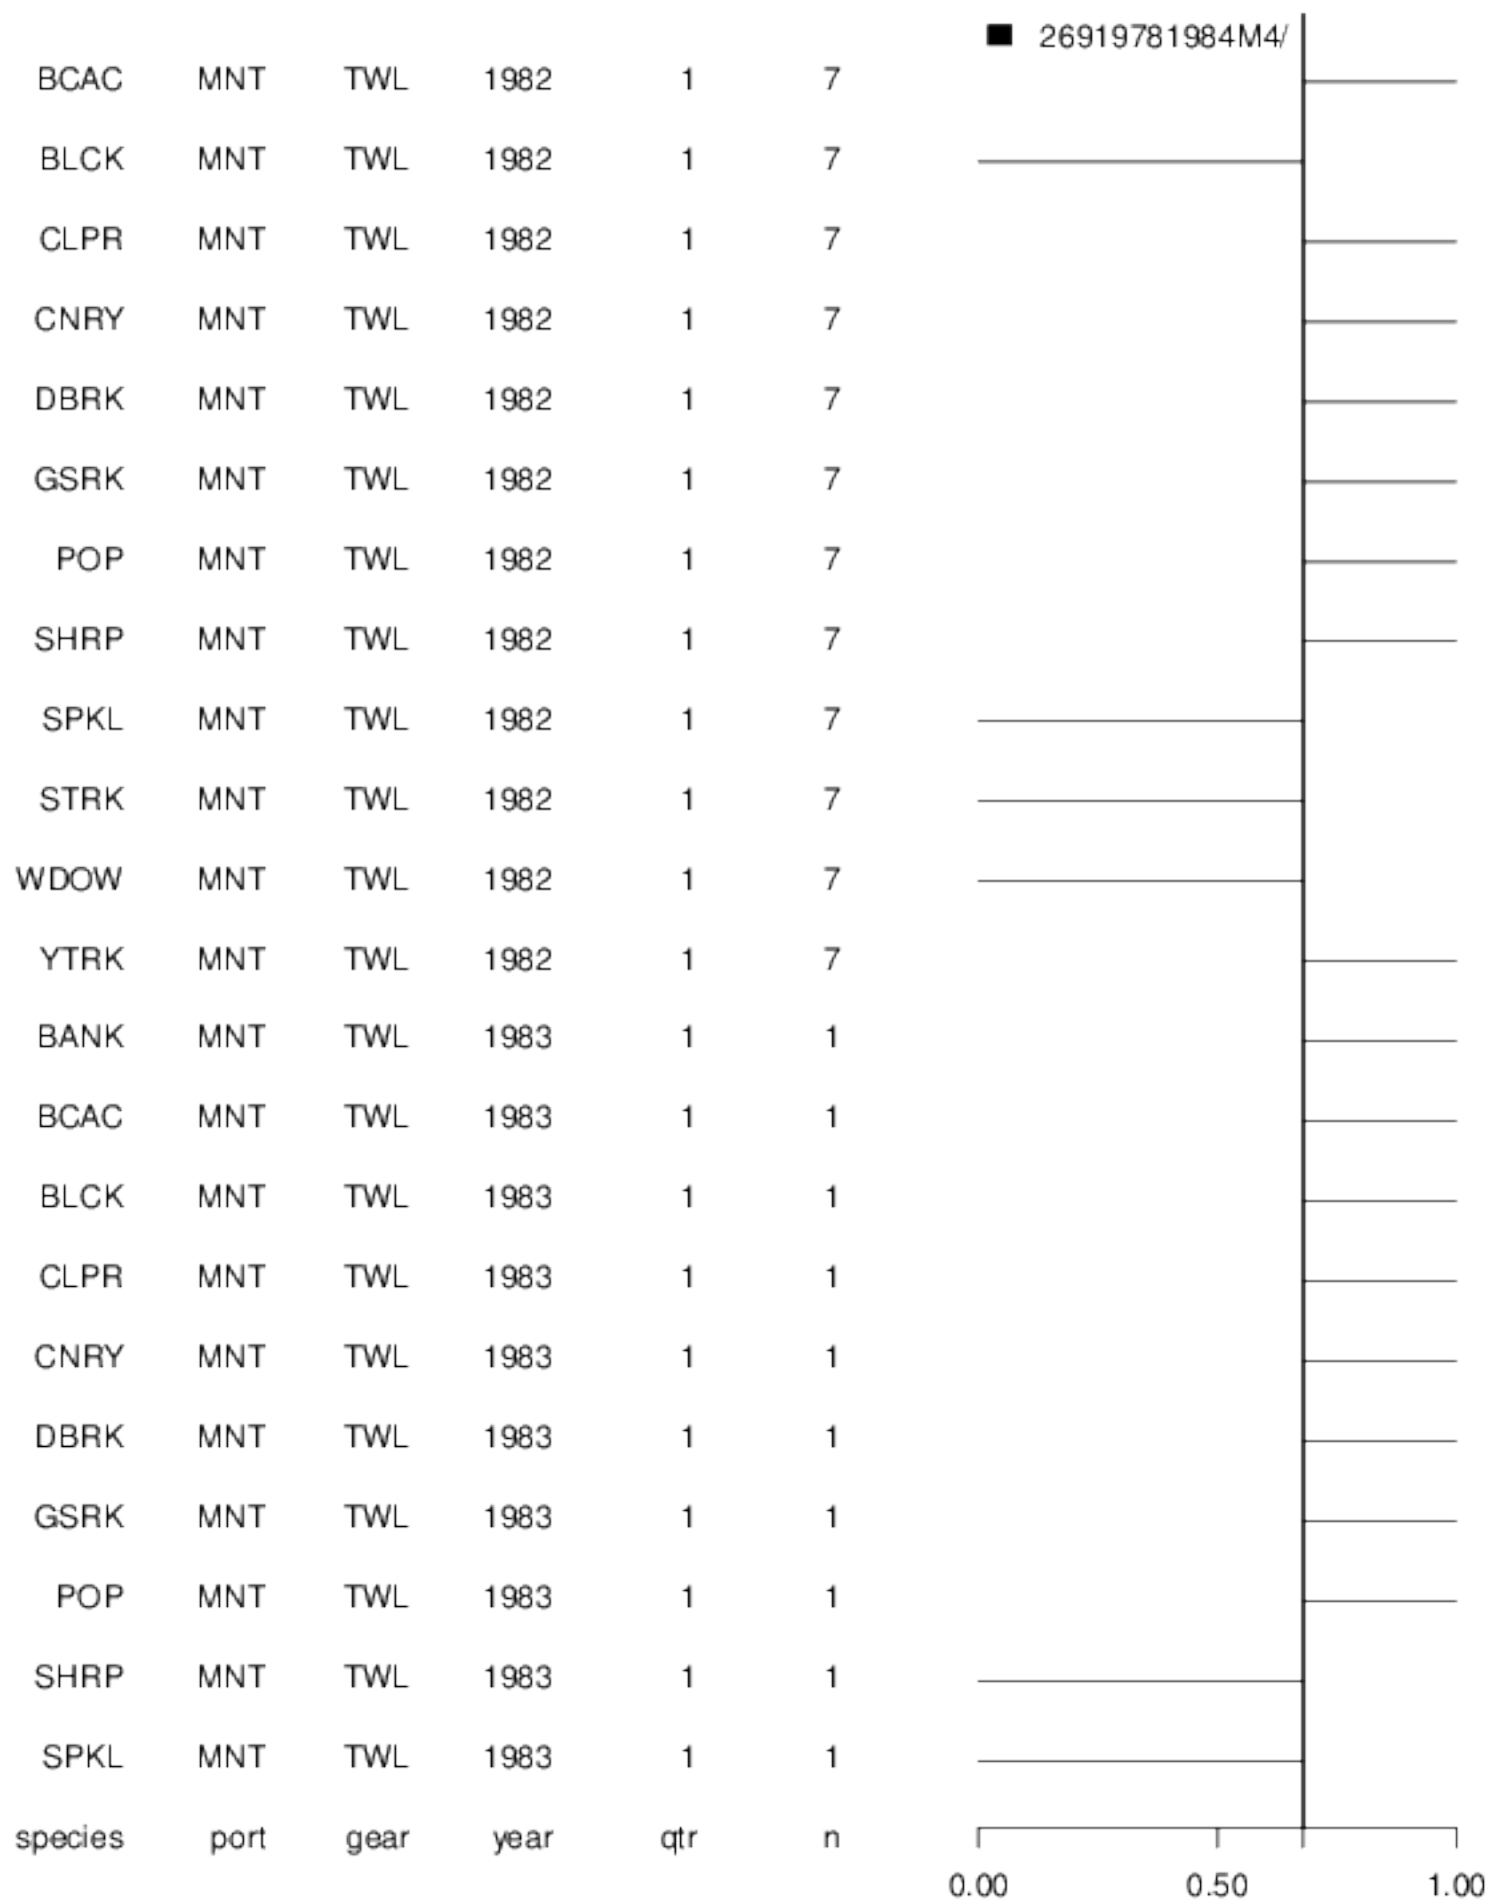 26919781984M4/
BCAC MNT TWL 1982 1 7
BLCK MNT TWL 1982 1 7
CLPR MNT TWL 1982 1 7
CNRY MNT TWL 1982 1 7
DBRK MNT TWL 1982 1 7
GSRK MNT TWL 1982 1 7
POP MNT TWL 1982 1 7
SHRP MNT TWL 1982 1 7
SPKL MNT TWL 1982 1 7
STRK MNT TWL 1982 1 7
WDOW MNT TWL 1982 1 7
YTRK MNT TWL 1982 1 7
BANK MNT TWL 1983 1 1
BCAC MNT TWL 1983 1 1
BLCK MNT TWL 1983 1 1
CLPR MNT TWL 1983 1 1
CNRY MNT TWL 1983 1 1
DBRK MNT TWL 1983 1 1
GSRK MNT TWL 1983 1 1
POP MNT TWL 1983 1 1
SHRP MNT TWL 1983 1 1
SPKL MNT TWL 1983 1 1
species port gear year qtr n
0.00 0.50 1.00